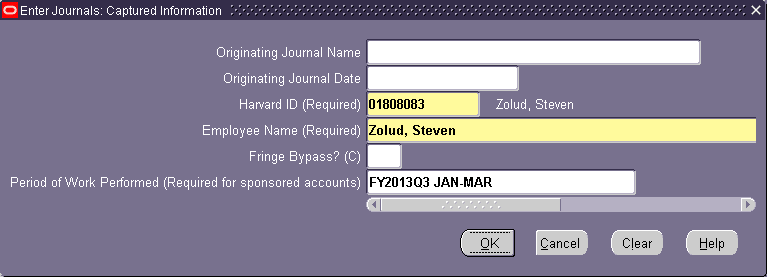 Enter Journals: Captured Information
Originating Journal Name
Originating Journal Date
Harvard ID (Required) 01808083 Zolud, Steven
Employee Name (Required) Zolud, Steven
Fringe Bypass? (C)
Period of Work Performed (Required for sponsored accounts) FY2013Q3 JAN-MAR
OK Cancel Clear Help